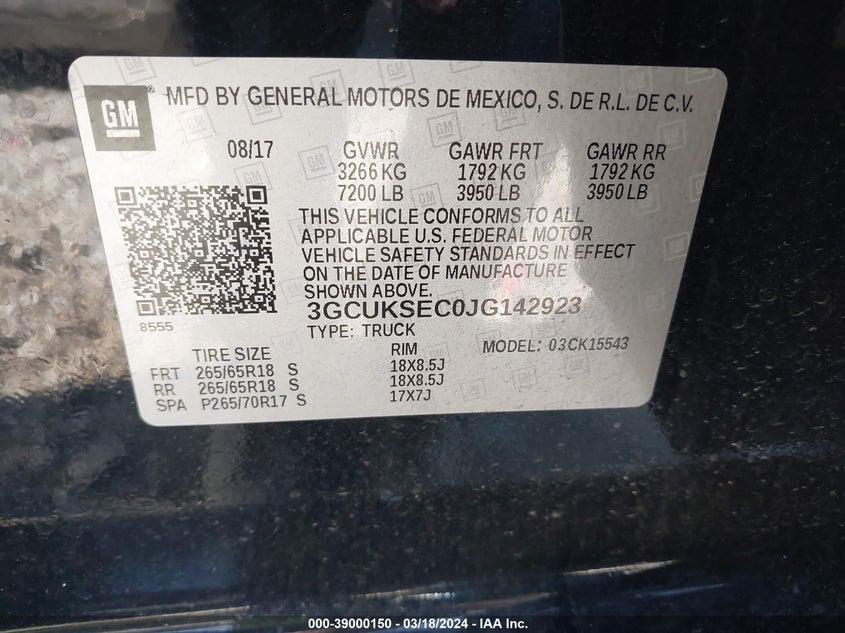 GM ® MFD BY GENERAL MOTORS DE MEXICO, S. DE R.L. DE C.V.
08/17 GVWR GAWR FRT GAWR RR
3266 KG 1792 KG 1792 KG
7200 LB 3950 LB 3950 LB
THIS VEHICLE CONFORMS TO ALL
APPLICABLE U.S. FEDERAL MOTOR
VEHICLE SAFETY STANDARDS IN EFFECT
ON THE DATE OF MANUFACTURE
SHOWN ABOVE.
3GCUKSEC0JG142923
8555
TYPE: TRUCK
TIRE SIZE RIM MODEL: 03CK15543
FRT 265/65R18 S 18X8.5J
RR 265/65R18 S 18X8.5J
SPA P265/70R17 S 17X7J
000-39000150 — 03/18/2024 — IAA Inc.